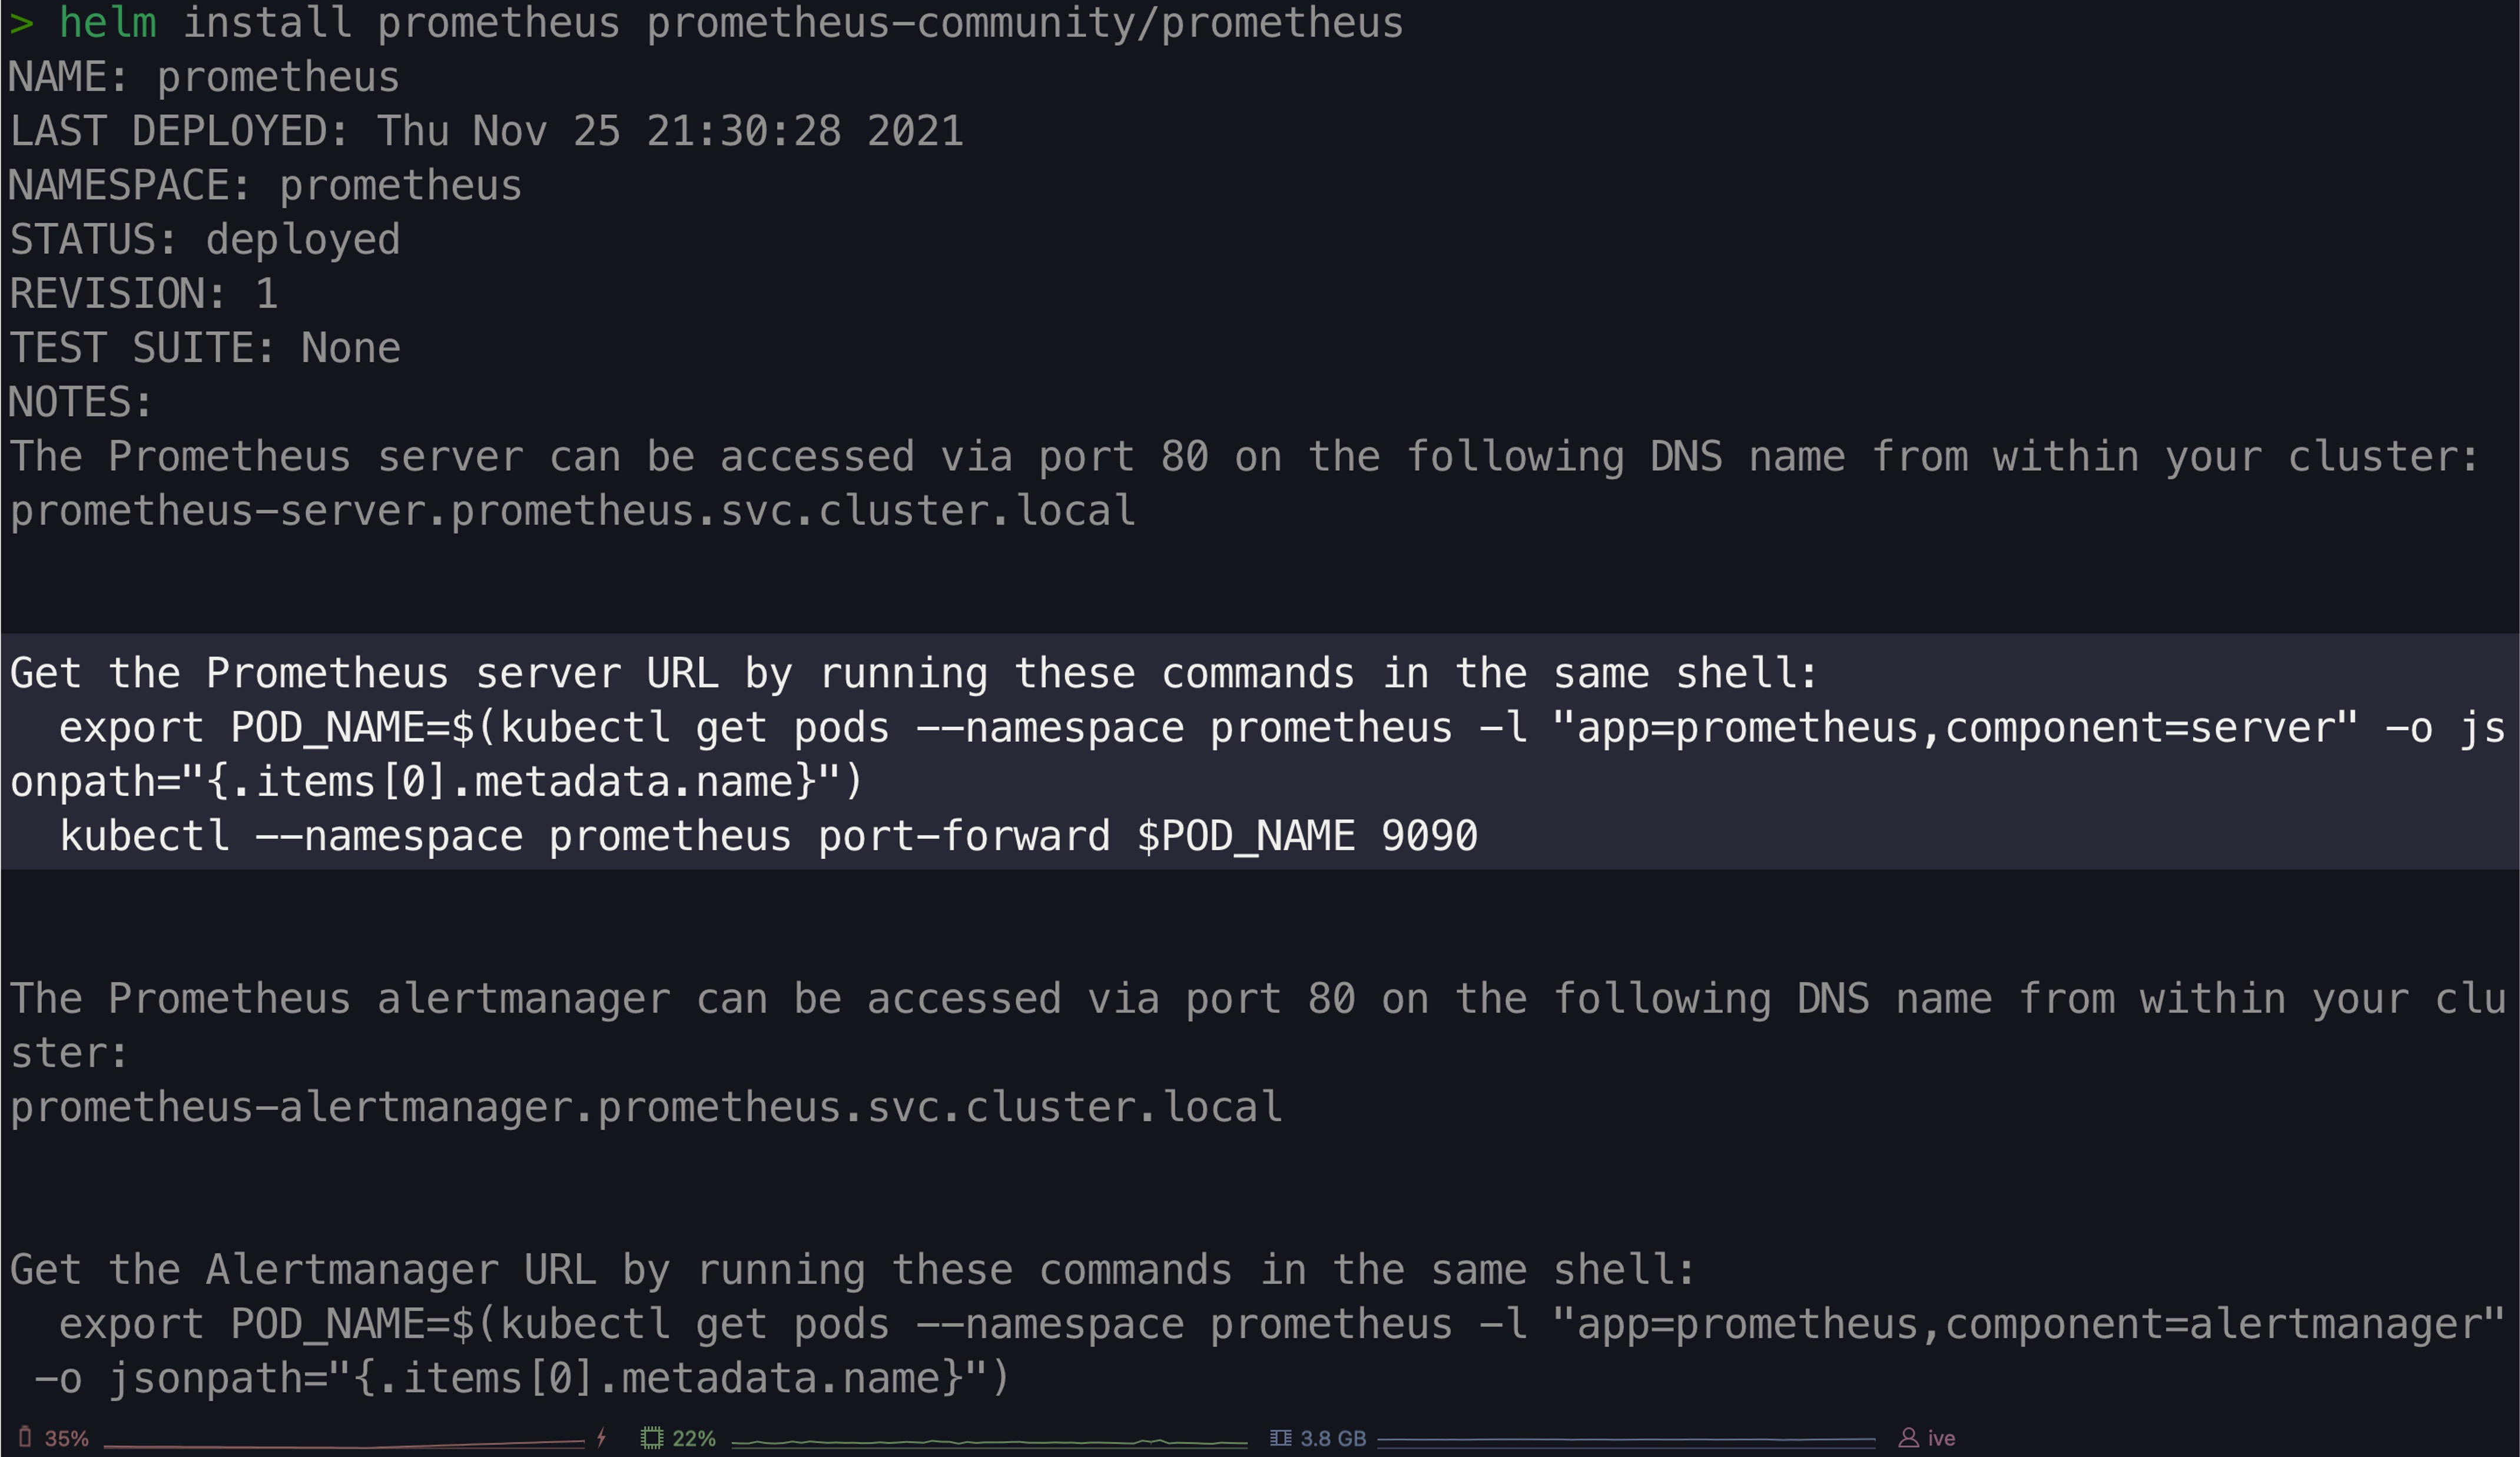 > helm install prometheus prometheus-community/prometheus
NAME: prometheus
LAST DEPLOYED: Thu Nov 25 21:30:28 2021
NAMESPACE: prometheus
STATUS: deployed
REVISION: 1
TEST SUITE: None
NOTES:
The Prometheus server can be accessed via port 80 on the following DNS name from within your cluster:
prometheus-server.prometheus.svc.cluster.local
Get the Prometheus server URL by running these commands in the same shell:
  export POD_NAME=$(kubectl get pods --namespace prometheus -l "app=prometheus,component=server" -o js
onpath="{.items[0].metadata.name}")
  kubectl --namespace prometheus port-forward $POD_NAME 9090
The Prometheus alertmanager can be accessed via port 80 on the following DNS name from within your clu
ster:
prometheus-alertmanager.prometheus.svc.cluster.local
Get the Alertmanager URL by running these commands in the same shell:
  export POD_NAME=$(kubectl get pods --namespace prometheus -l "app=prometheus,component=alertmanager"
 -o jsonpath="{.items[0].metadata.name}")
35% 22% 3.8 GB ive